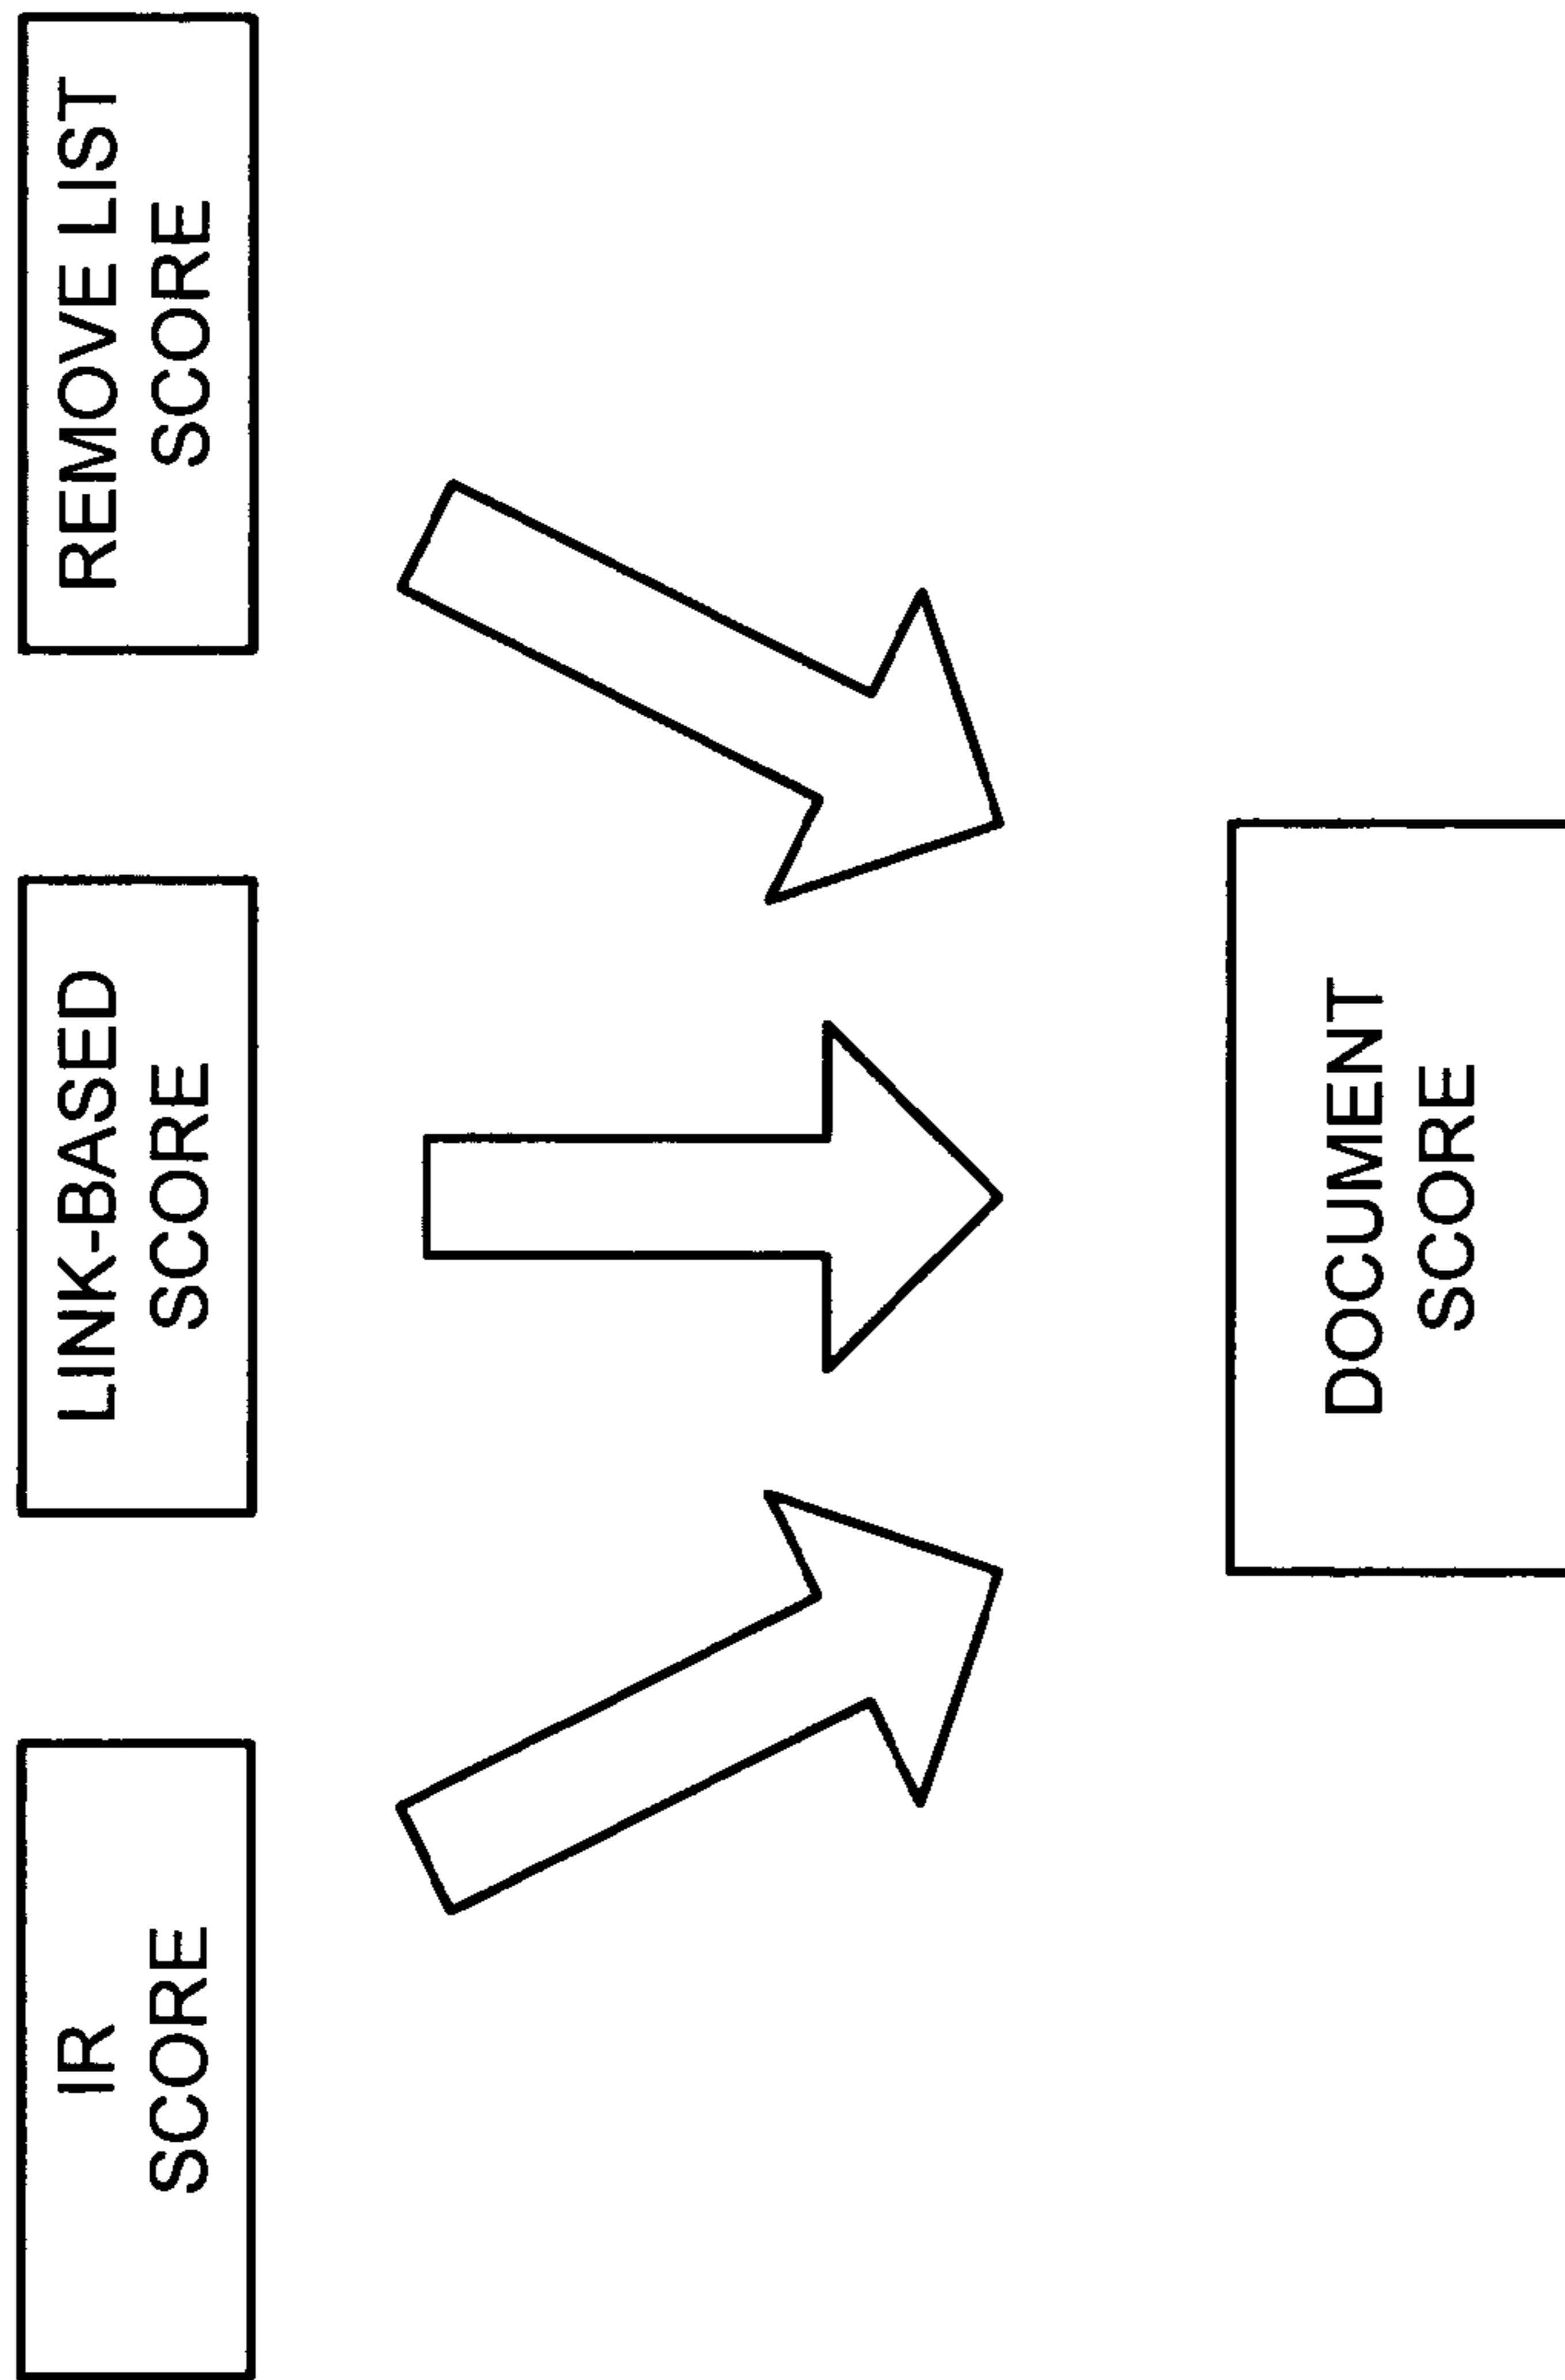 IR
SCORE
LINK-BASED
SCORE
REMOVE LIST
SCORE
DOCUMENT
SCORE